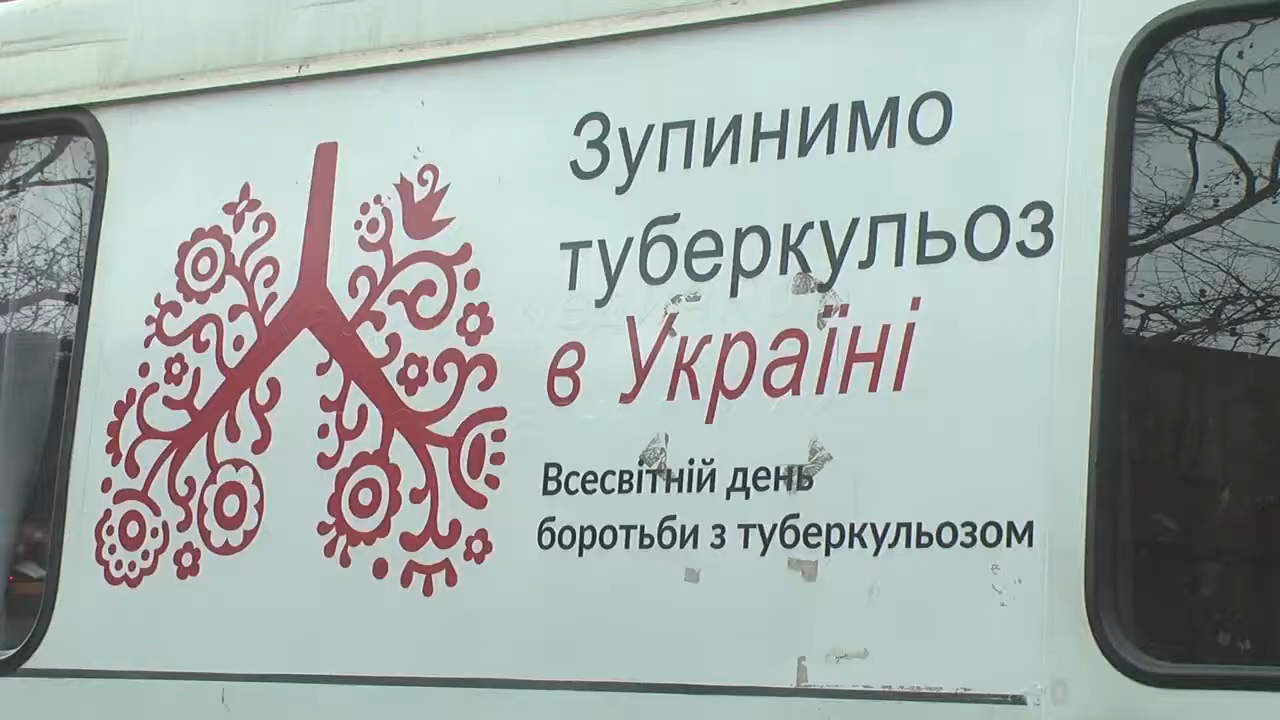 Зупинимо
туберкульоз
в Україні
Всесвітній день
боротьби з туберкульозом